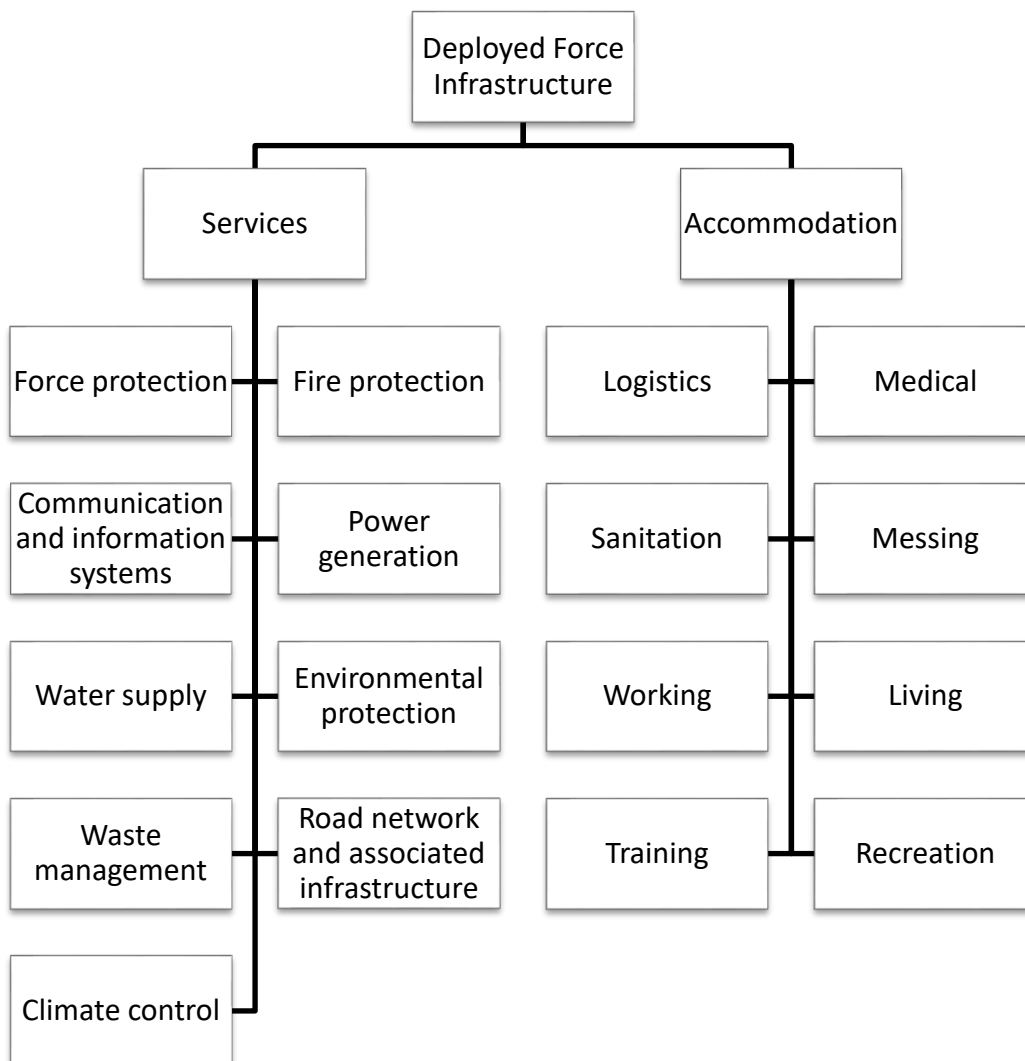 Deployed Force
Infrastructure
Services
Accommodation
Force protection
Fire protection
Logistics
Medical
Communication
and information
systems
Power
generation
Sanitation
Messing
Water supply
Environmental
protection
Working
Living
Waste
management
Road network
and associated
infrastructure
Training
Recreation
Climate control